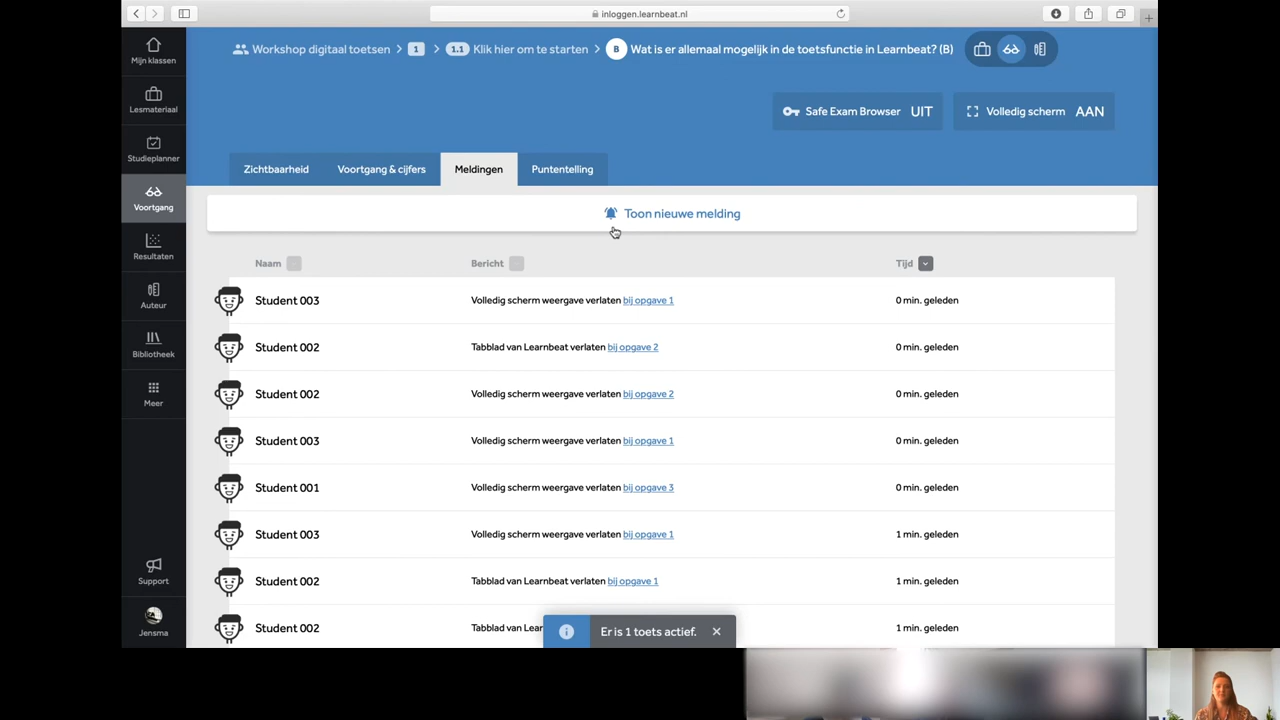 inloggen.learnbeat.nl
Workshop digitaal toetsen > 1 > 1.1 Klik hier om te starten > B Wat is er allemaal mogelijk in de toetsfunctie in Learnbeat? (B)
Safe Exam Browser UIT
Volledig scherm AAN
Zichtbaarheid
Voortgang & cijfers
Meldingen
Puntentelling
Toon nieuwe melding
Naam
Bericht
Tijd
Student 003 Volledig scherm weergave verlaten bij opgave 1 0 min. geleden
Student 002 Tabblad van Learnbeat verlaten bij opgave 2 0 min. geleden
Student 002 Volledig scherm weergave verlaten bij opgave 2 0 min. geleden
Student 003 Volledig scherm weergave verlaten bij opgave 1 0 min. geleden
Student 001 Volledig scherm weergave verlaten bij opgave 3 0 min. geleden
Student 003 Volledig scherm weergave verlaten bij opgave 1 1 min. geleden
Student 002 Tabblad van Learnbeat verlaten bij opgave 1 1 min. geleden
Student 002 Tabblad van Lear 1 min. geleden
Er is 1 toets actief.
Mijn klassen
Lesmateriaal
Studieplanner
Voortgang
Resultaten
Auteur
Bibliotheek
Meer
Support
Jensma